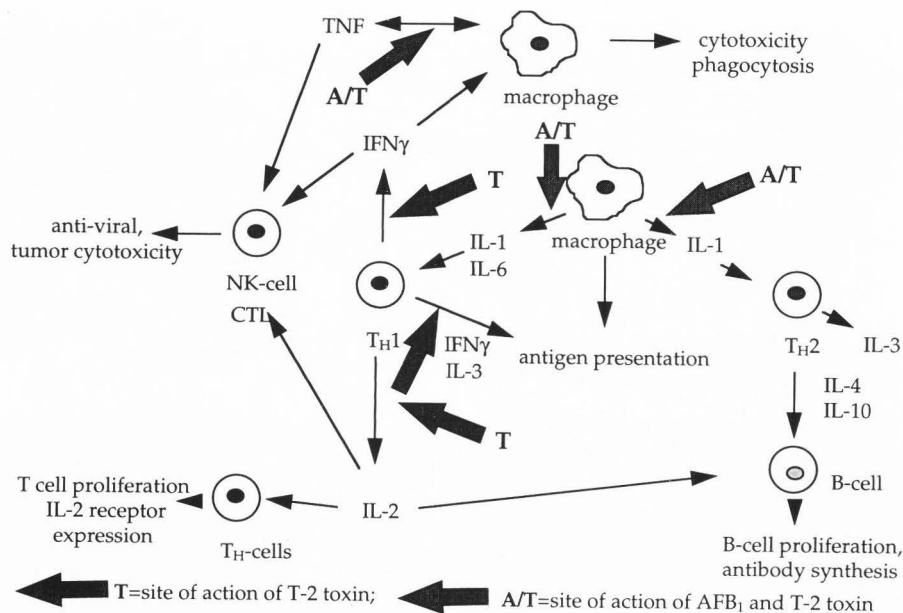 TNF
cytotoxicity
phagocytosis
A/T
macrophage
A/T
IFNγ
T
A/T
anti-viral,
tumor cytotoxicity
IL-1
IL-6
macrophage
IL-1
NK-cell
CTL
TH1
IFNγ
IL-3
antigen presentation
TH2
IL-3
IL-4
IL-10
T
T cell proliferation
IL-2 receptor
expression
IL-2
B-cell
TH-cells
B-cell proliferation,
antibody synthesis
T=site of action of T-2 toxin;
A/T=site of action of AFB1 and T-2 toxin